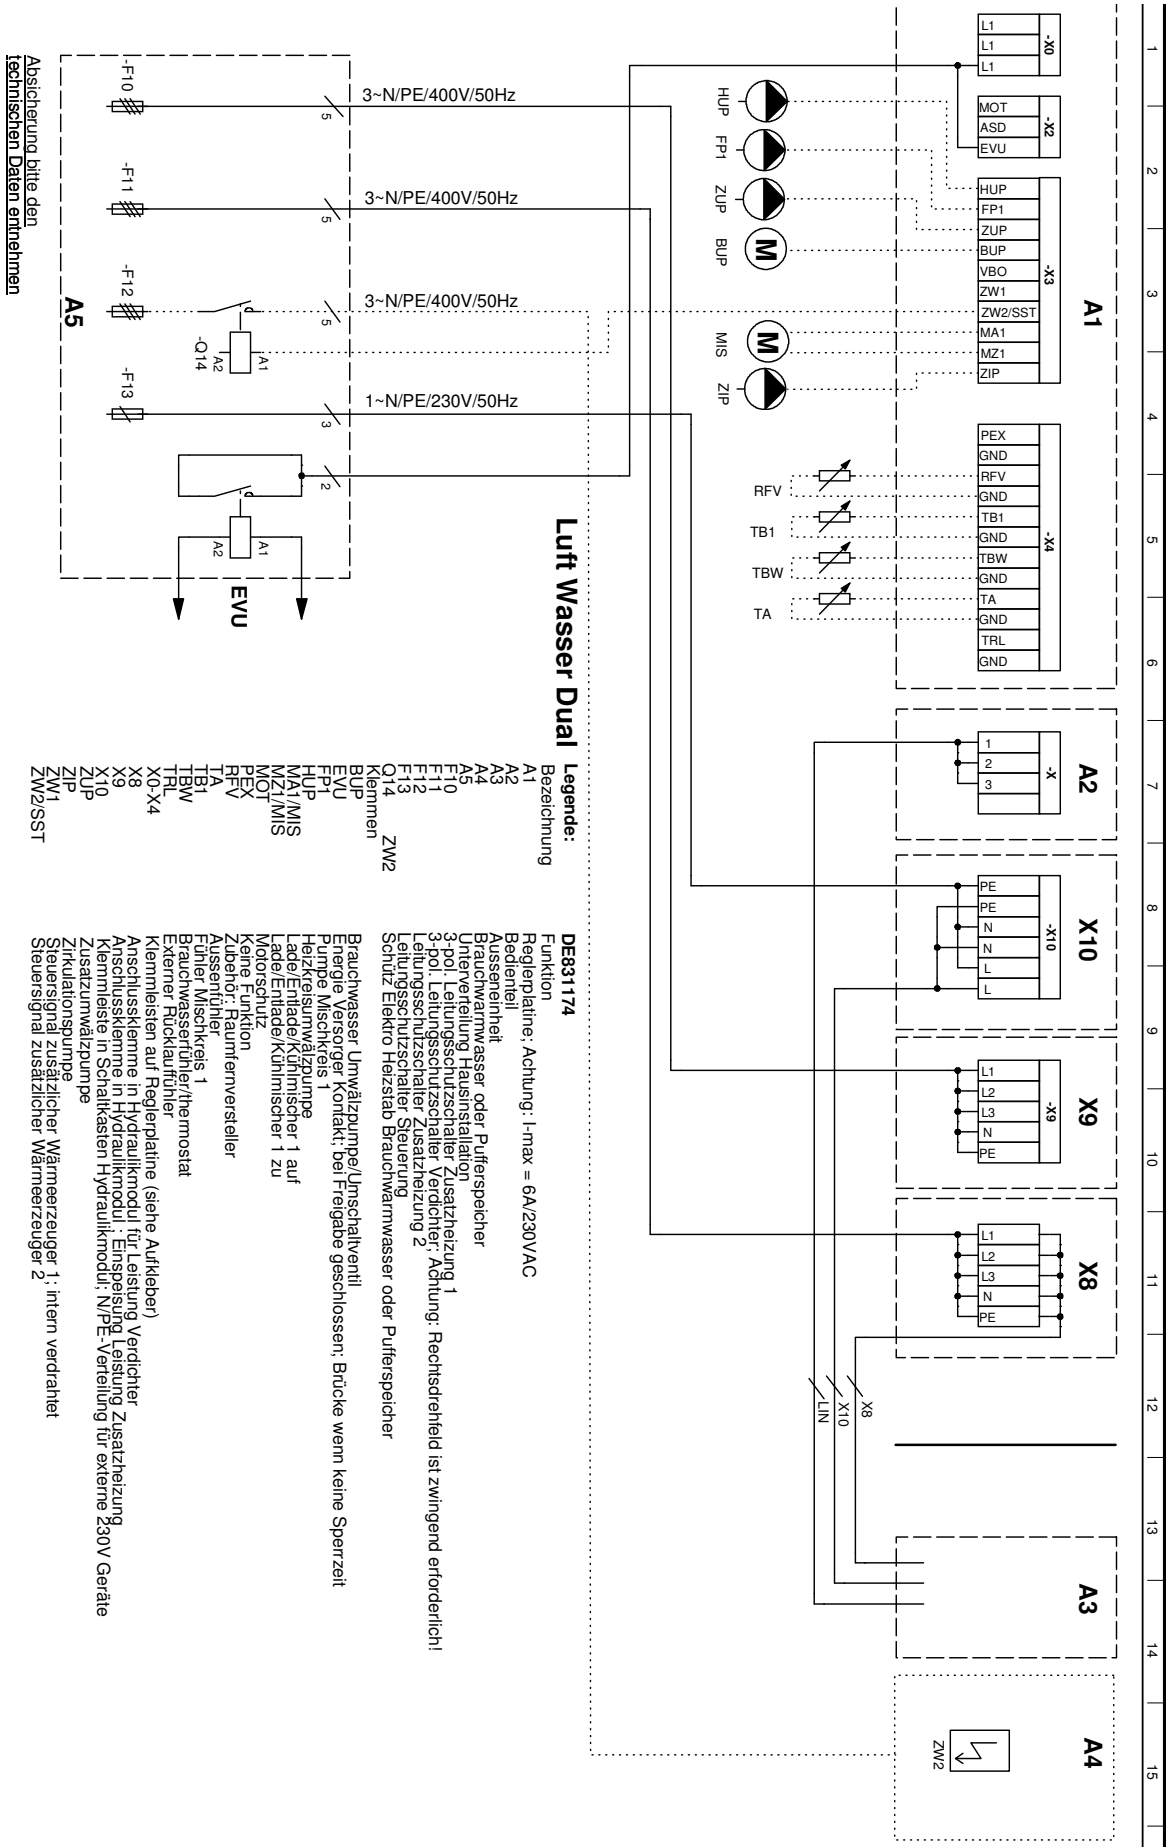 1
2
3
4
5
6
7
8
9
10
11
12
13
14
15
A1
A2
X10
X9
X8
A3
A4
-X0
L1
L1
L1
-X2
MOT
ASD
EVU
-X3
HUP
FP1
ZUP
BUP
VBO
ZW1
ZW2/SST
MA1
MZ1
ZIP
-X4
PEX
GND
RFV
GND
TB1
GND
TBW
GND
TA
GND
TRL
GND
-X
1
2
3
-X10
PE
PE
N
N
L
L
-X9
L1
L2
L3
N
PE
L1
L2
L3
N
PE
ZW2
HUP
FP1
ZUP
BUP
M
MIS
M
ZIP
RFV
TB1
TBW
TA
X8
X10
LIN
3~N/PE/400V/50Hz
3~N/PE/400V/50Hz
3~N/PE/400V/50Hz
1~N/PE/230V/50Hz
5
5
5
3
2
-F10
-F11
-F12
-F13
-Q14
A1
A2
A1
A2
EVU
A5
Absicherung bitte den
technischen Daten entnehmen
Luft Wasser Dual
Legende: DE831174
Bezeichnung Funktion
A1 Reglerplatine; Achtung: I-max = 6A/230VAC
A2 Bedienteil
A3 Ausseneinheit
A4 Brauchwarmwasser oder Pufferspeicher
A5 Unterverteilung Hausinstallation
F10 3-pol. Leitungsschutzschalter Zusatzheizung 1
F11 3-pol. Leitungsschutzschalter Verdichter; Achtung: Rechtsdrehfeld ist zwingend erforderlich!
F12 Leitungsschutzschalter Zusatzheizung 2
F13 Leitungsschutzschalter Steuerung
Q14 ZW2 Schütz Elektro Heizstab Brauchwarmwasser oder Pufferspeicher
Klemmen
BUP Brauchwasser Umwälzpumpe/Umschaltventil
EVU Energie Versorger Kontakt; bei Freigabe geschlossen; Brücke wenn keine Sperrzeit
FP1 Pumpe Mischkreis 1
HUP Heizkreisumwälzpumpe
MA1/MIS Lade/Entlade/Kühlmischer 1 auf
MZ1/MIS Lade/Entlade/Kühlmischer 1 zu
MOT Motorschutz
PEX Keine Funktion
RFV Zubehör: Raumfernversteller
TA Aussenfühler
TB1 Fühler Mischkreis 1
TBW Brauchwasserfühler/thermostat
TRL Externer Rücklauffühler
X0-X4 Klemmleisten auf Reglerplatine (siehe Aufkleber)
X8 Anschlussklemme in Hydraulikmodul für Leistung Verdichter
X9 Anschlussklemme in Hydraulikmodul ; Einspeisung Leistung Zusatzheizung
X10 Klemmleiste in Schaltkasten Hydraulikmodul; N/PE-Verteilung für externe 230V Geräte
ZUP Zusatzumwälzpumpe
ZIP Zirkulationspumpe
ZW1 Steuersignal zusätzlicher Wärmeerzeuger 1; intern verdrahtet
ZW2/SST Steuersignal zusätzlicher Wärmeerzeuger 2